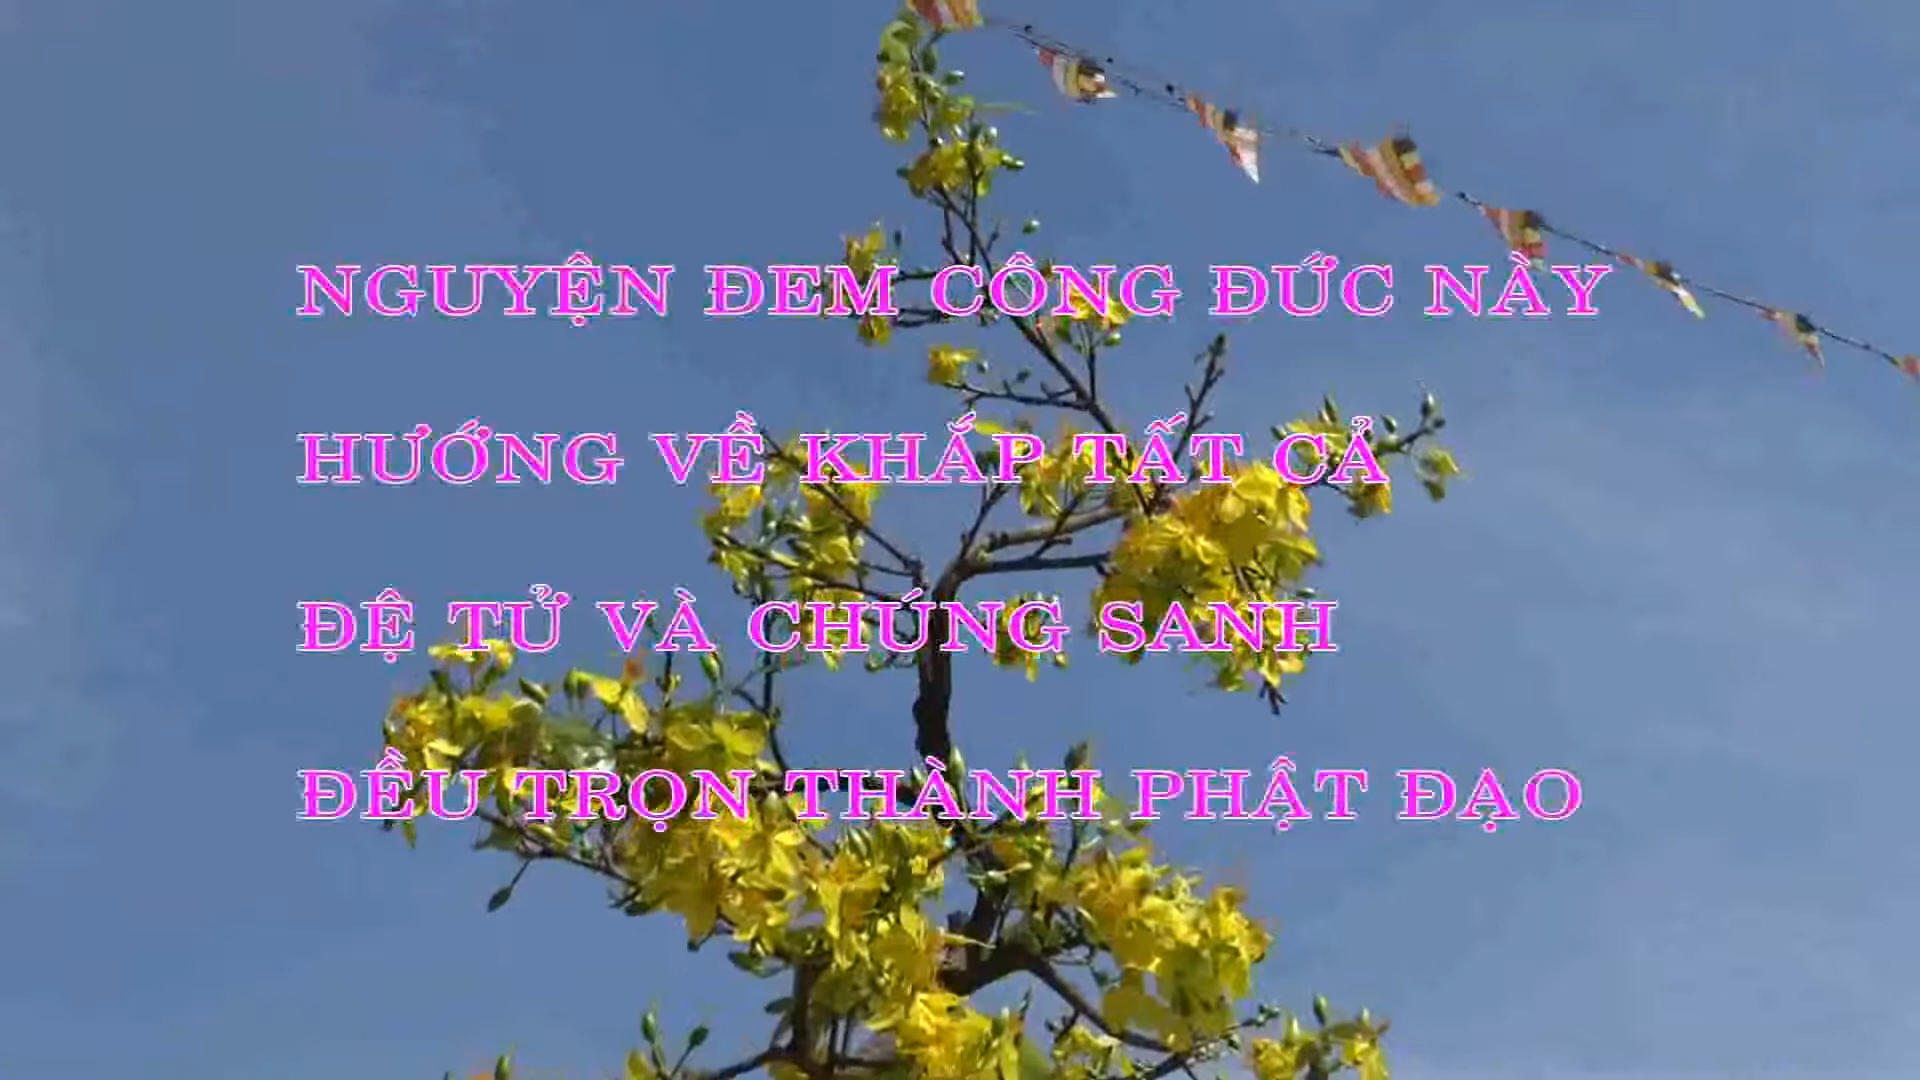 NGUYỆN ĐEM CÔNG ĐỨC NÀY
HƯỚNG VỀ KHẮP TẤT CẢ
ĐỆ TỬ VÀ CHÚNG SANH
ĐỀU TRỌN THÀNH PHẬT ĐẠO